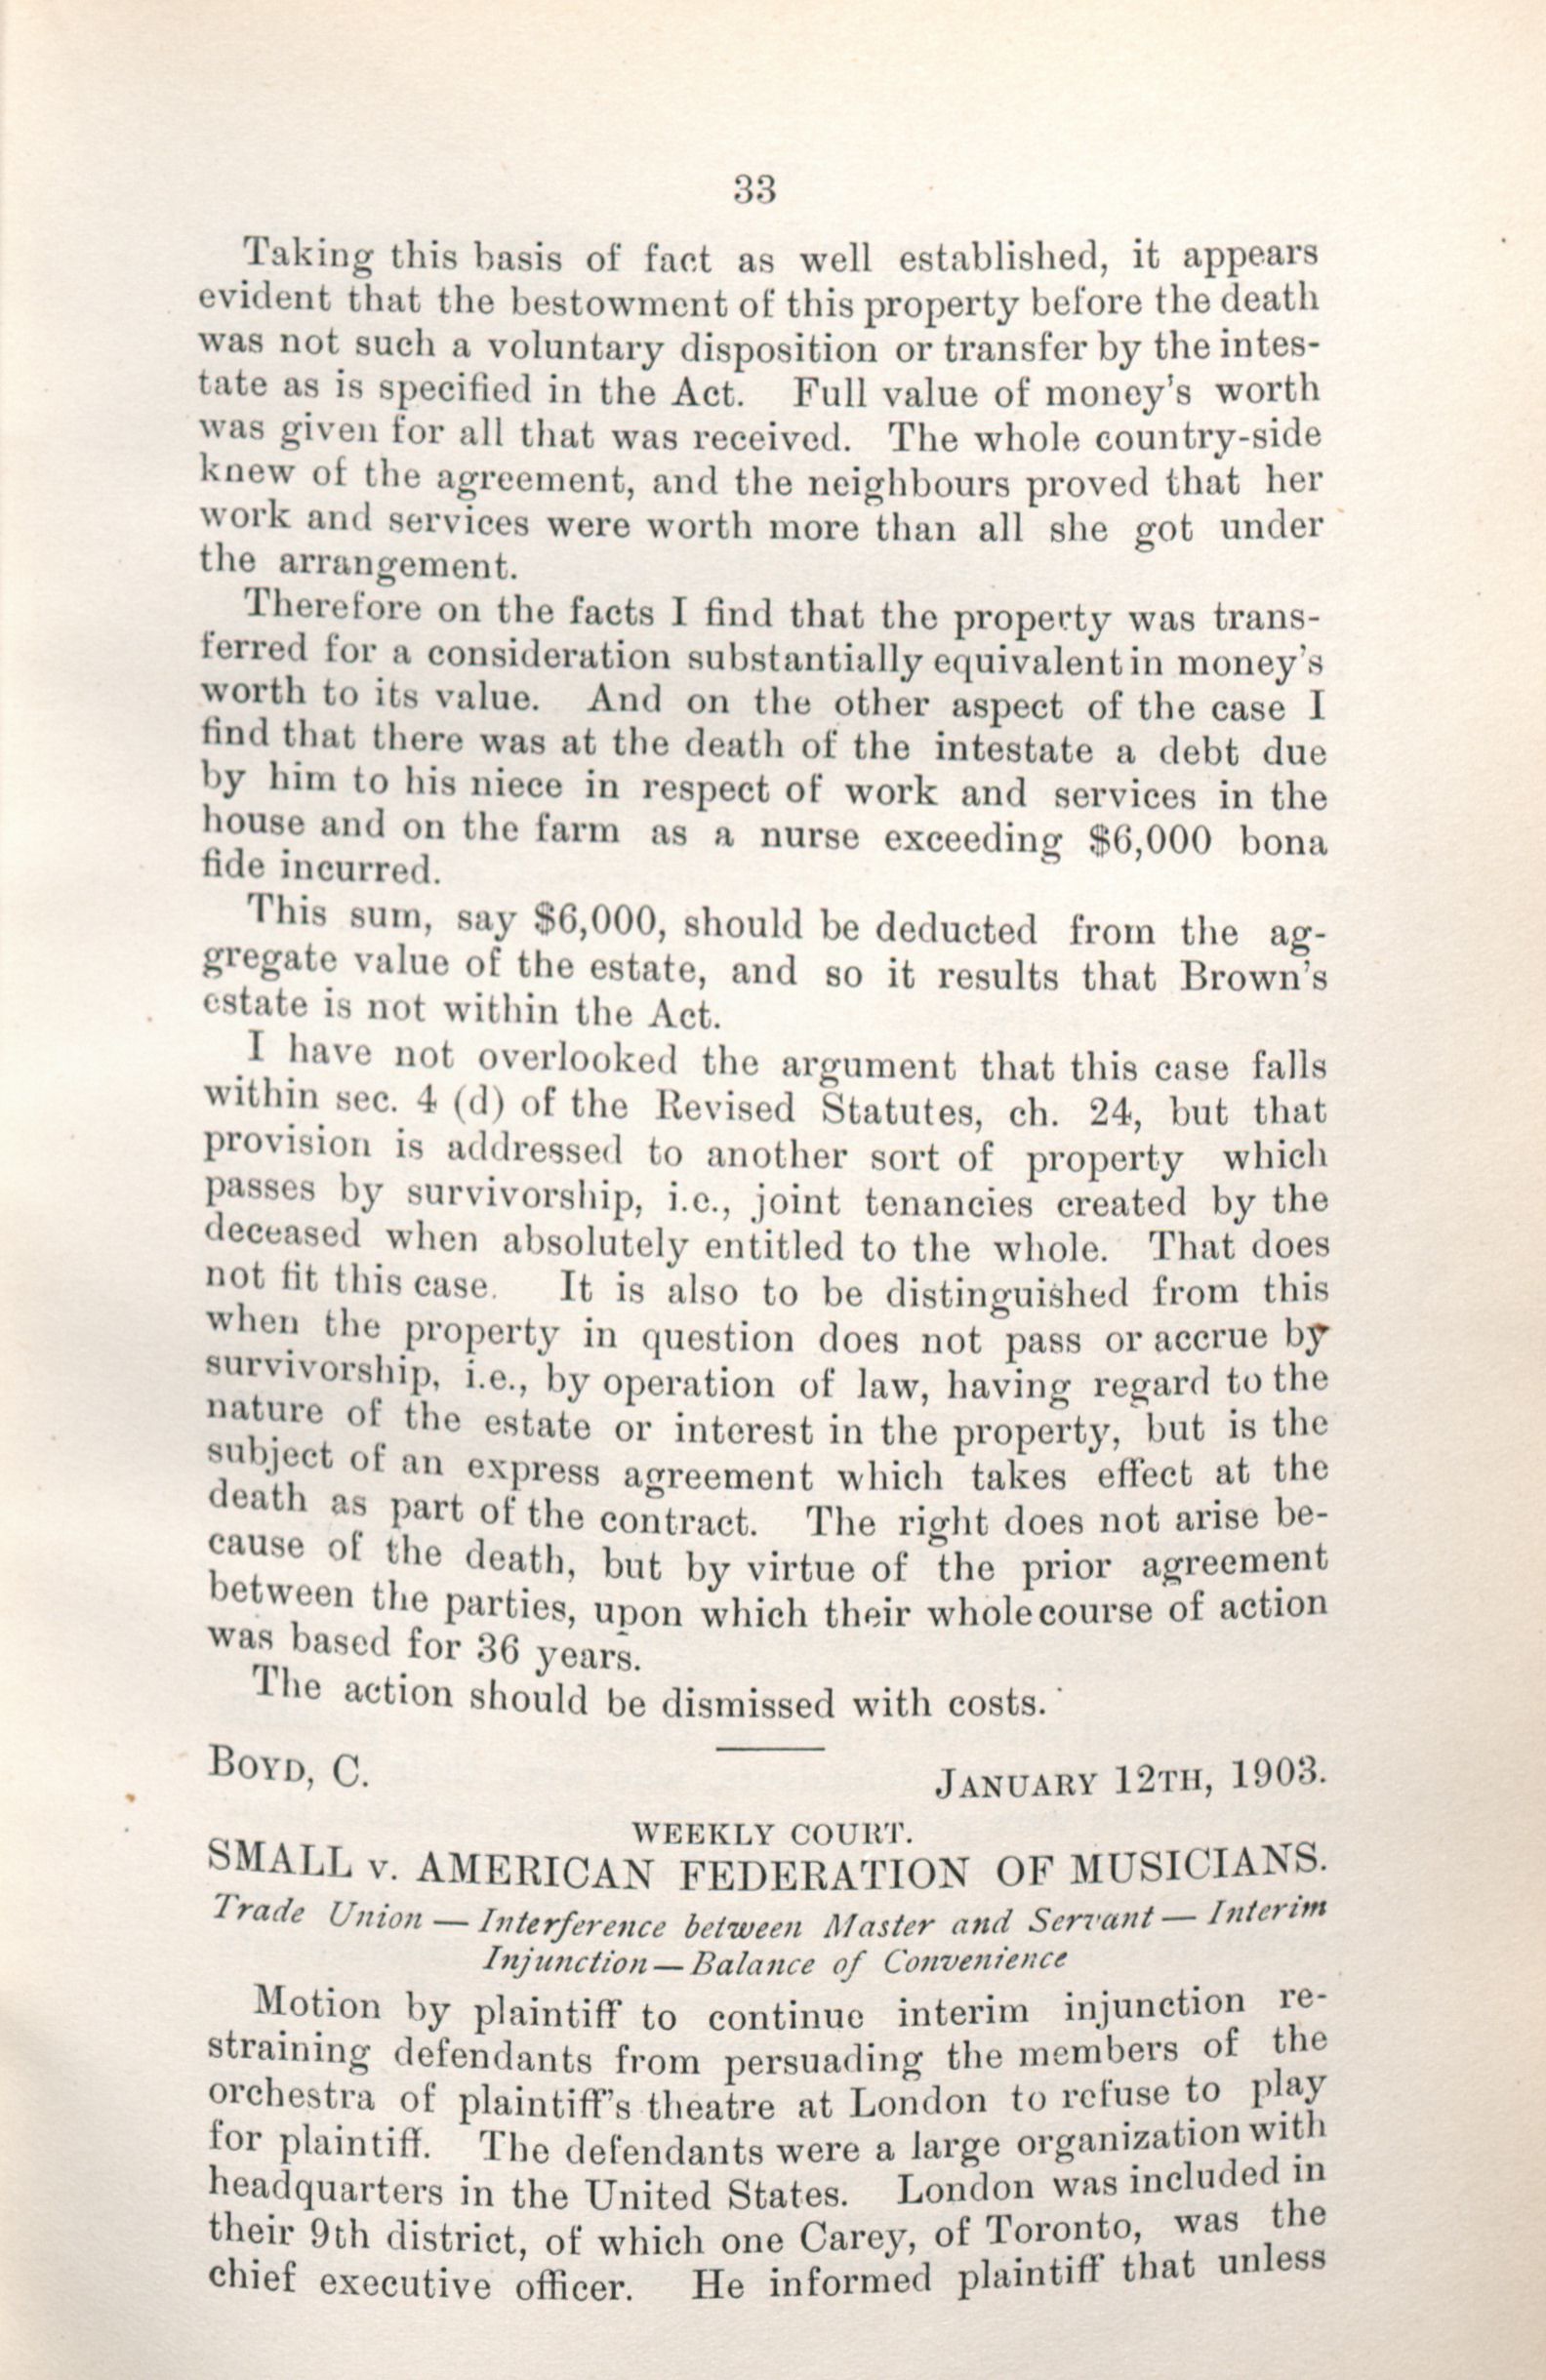 33
Taking this basis of fact as well established, it appears
evident that the bestowment of this property before the death
was not such a voluntary disposition or transfer by the intes-
tate as is specified in the Act. Full value of money's worth
was given for all that was received. The whole country-side
knew of the agreement, and the neighbours proved that her
work and services were worth more than all she got under
the arrangement.
Therefore on the facts I find that the property was trans-
ferred for a consideration substantially equivalent in money's
worth to its value. And on the other aspect of the case I
find that there was at the death of the intestate a debt due
by him to his niece in respect of work and services in the
house and on the farm as a nurse exceeding $6,000 bona
fide incurred.
This sum, say $6,000, should be deducted from the ag-
gregate value of the estate, and so it results that Brown's
estate is not within the Act.
I have not overlooked the argument that this case falls
within sec. 4 (d) of the Revised Statutes, ch. 24, but that
provision is addressed to another sort of property which
passes by survivorship, i.e., joint tenancies created by the
deceased when absolutely entitled to the whole. That does
not fit this case. It is also to be distinguished from this
when the property in question does not pass or accrue by
survivorship, i.e., by operation of law, having regard to the
nature of the estate or interest in the property, but is the
subject of an express agreement which takes effect at the
death as part of the contract. The right does not arise be-
cause of the death, but by virtue of the prior agreement
between the parties, upon which their whole course of action
was based for 36 years.
The action should be dismissed with costs.
BOYD, C. JANUARY 12TH, 1903.
WEEKLY COURT.
SMALL v. AMERICAN FEDERATION OF MUSICIANS.
Trade Union — Interference between Master and Servant — Interim
Injunction — Balance of Convenience
Motion by plaintiff to continue interim injunction re-
straining defendants from persuading the members of the
orchestra of plaintiff's theatre at London to refuse to play
for plaintiff. The defendants were a large organization with
headquarters in the United States. London was included in
their 9th district, of which one Carey, of Toronto, was the
chief executive officer. He informed plaintiff that unless